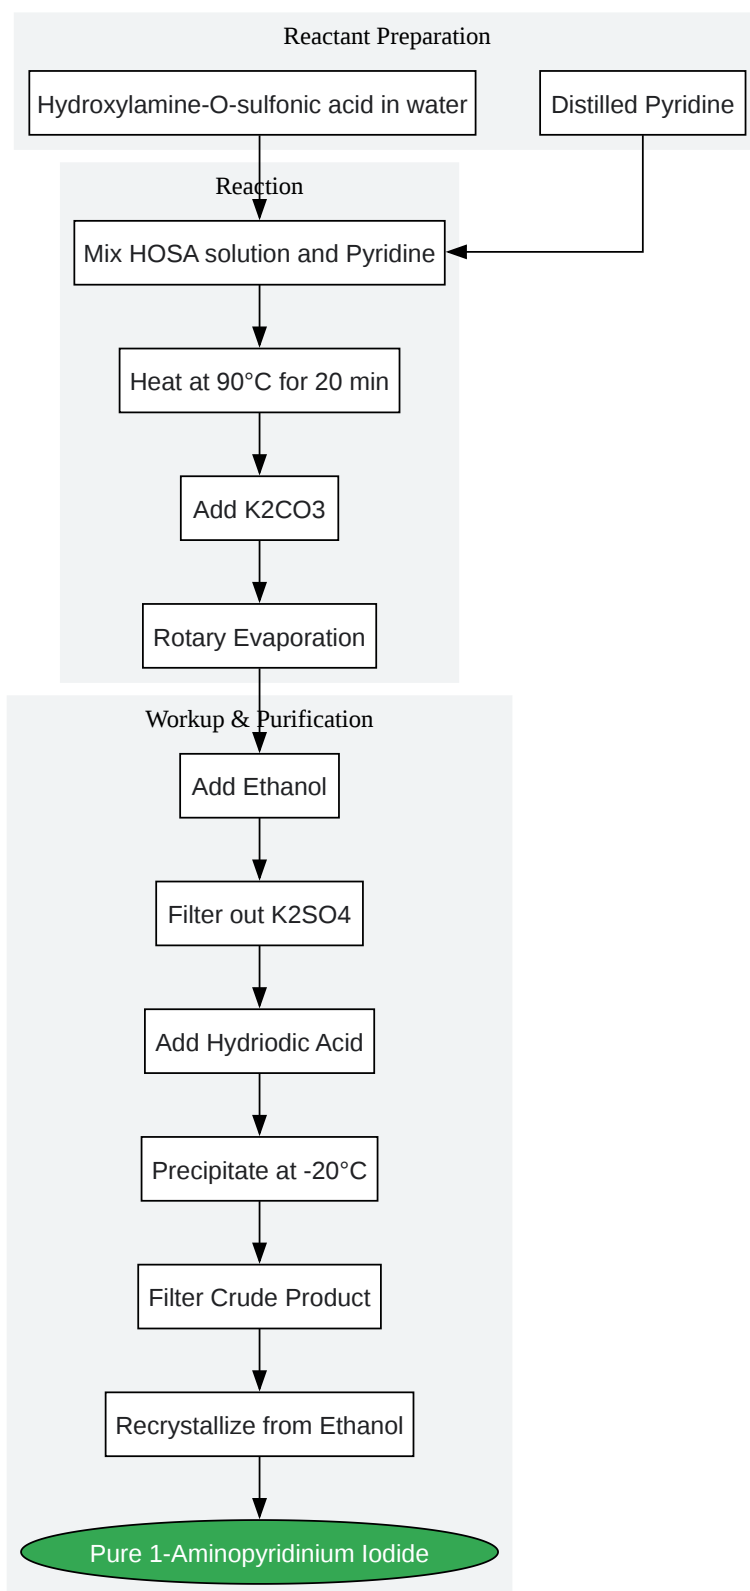 Reactant Preparation
Hydroxylamine-O-sulfonic acid in water
Distilled Pyridine
Reaction
Mix HOSA solution and Pyridine
Heat at 90°C for 20 min
Add K2CO3
Rotary Evaporation
Workup & Purification
Add Ethanol
Filter out K2SO4
Add Hydriodic Acid
Precipitate at -20°C
Filter Crude Product
Recrystallize from Ethanol
Pure 1-Aminopyridinium Iodide